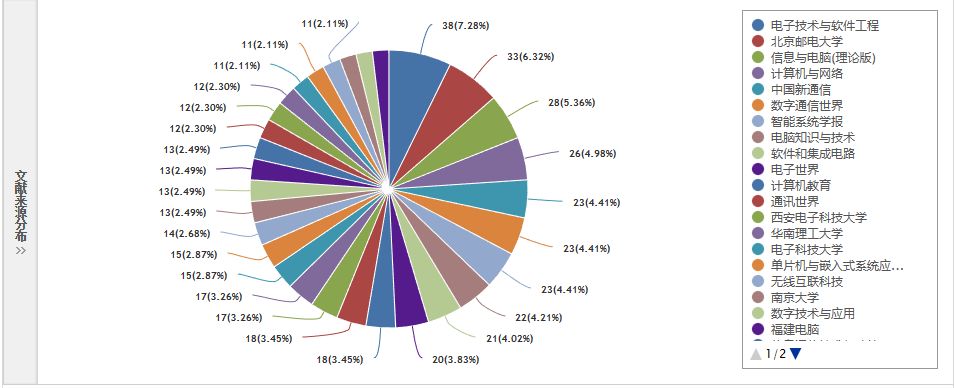 文献来源分布
>>
38(7.28%)
33(6.32%)
28(5.36%)
26(4.98%)
23(4.41%)
23(4.41%)
23(4.41%)
22(4.21%)
21(4.02%)
20(3.83%)
18(3.45%)
18(3.45%)
17(3.26%)
17(3.26%)
15(2.87%)
15(2.87%)
14(2.68%)
13(2.49%)
13(2.49%)
13(2.49%)
13(2.49%)
12(2.30%)
12(2.30%)
12(2.30%)
11(2.11%)
11(2.11%)
11(2.11%)
电子技术与软件工程
北京邮电大学
信息与电脑(理论版)
计算机与网络
中国新通信
数字通信世界
智能系统学报
电脑知识与技术
软件和集成电路
电子世界
计算机教育
通讯世界
西安电子科技大学
华南理工大学
电子科技大学
单片机与嵌入式系统应...
无线互联科技
南京大学
数字技术与应用
福建电脑
1/2